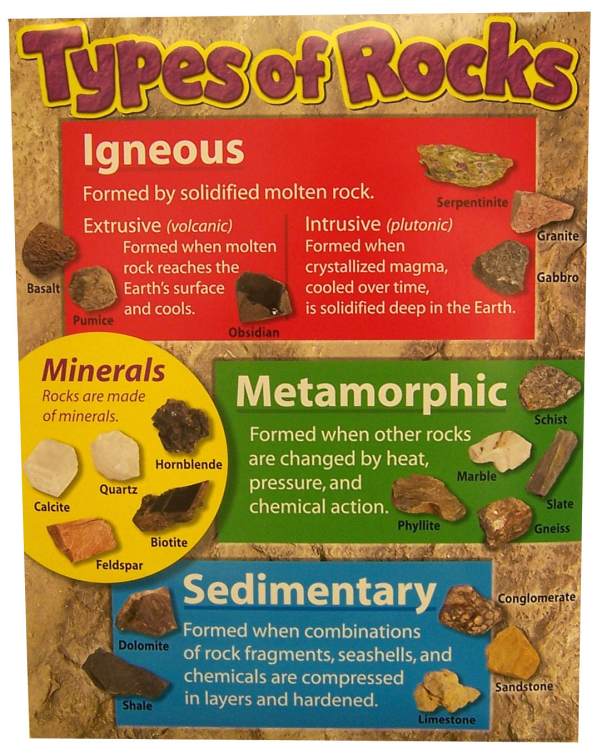 Types of Rocks
Igneous
Formed by solidified molten rock.
Serpentinite
Granite
Gabbro
Extrusive (volcanic)
Formed when molten
rock reaches the
Earth's surface
and cools.
Basalt
Pumice
Obsidian
Intrusive (plutonic)
Formed when
crystallized magma,
cooled over time,
is solidified deep in the Earth.
Minerals
Rocks are made
of minerals.
Hornblende
Quartz
Calcite
Biotite
Feldspar
Metamorphic
Formed when other rocks
are changed by heat,
pressure, and
chemical action.
Schist
Marble
Slate
Phyllite
Gneiss
Sedimentary
Formed when combinations
of rock fragments, seashells, and
chemicals are compressed
in layers and hardened.
Dolomite
Shale
Conglomerate
Sandstone
Limestone